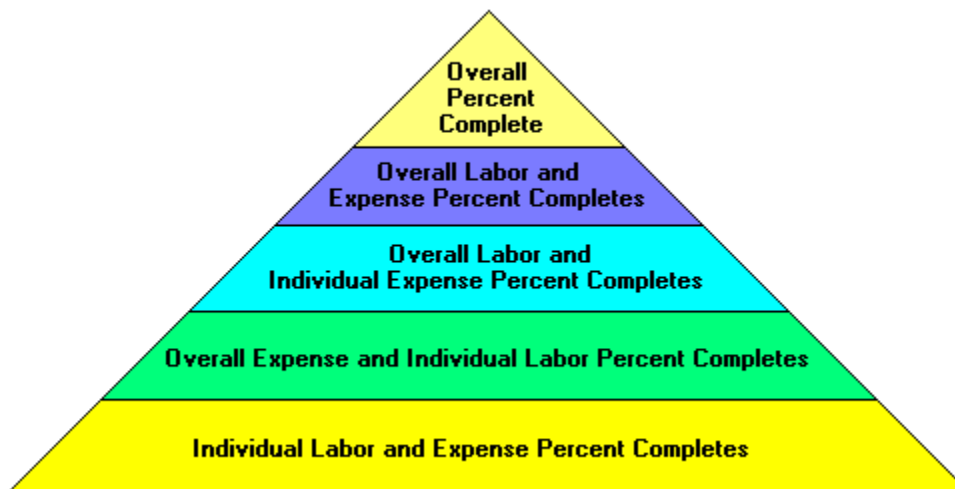 Overall
Percent
Complete
Overall Labor and
Expense Percent Completes
Overall Labor and
Individual Expense Percent Completes
Overall Expense and Individual Labor Percent Completes
Individual Labor and Expense Percent Completes